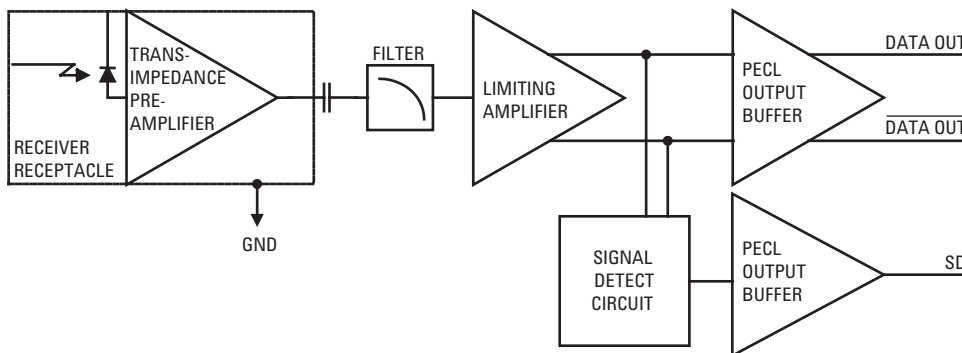 TRANS-
IMPEDANCE
PRE-
AMPLIFIER
RECEIVER
RECEPTACLE
GND
FILTER
LIMITING
AMPLIFIER
PECL
OUTPUT
BUFFER
DATA OUT
DATA OUT
SIGNAL
DETECT
CIRCUIT
PECL
OUTPUT
BUFFER
SD